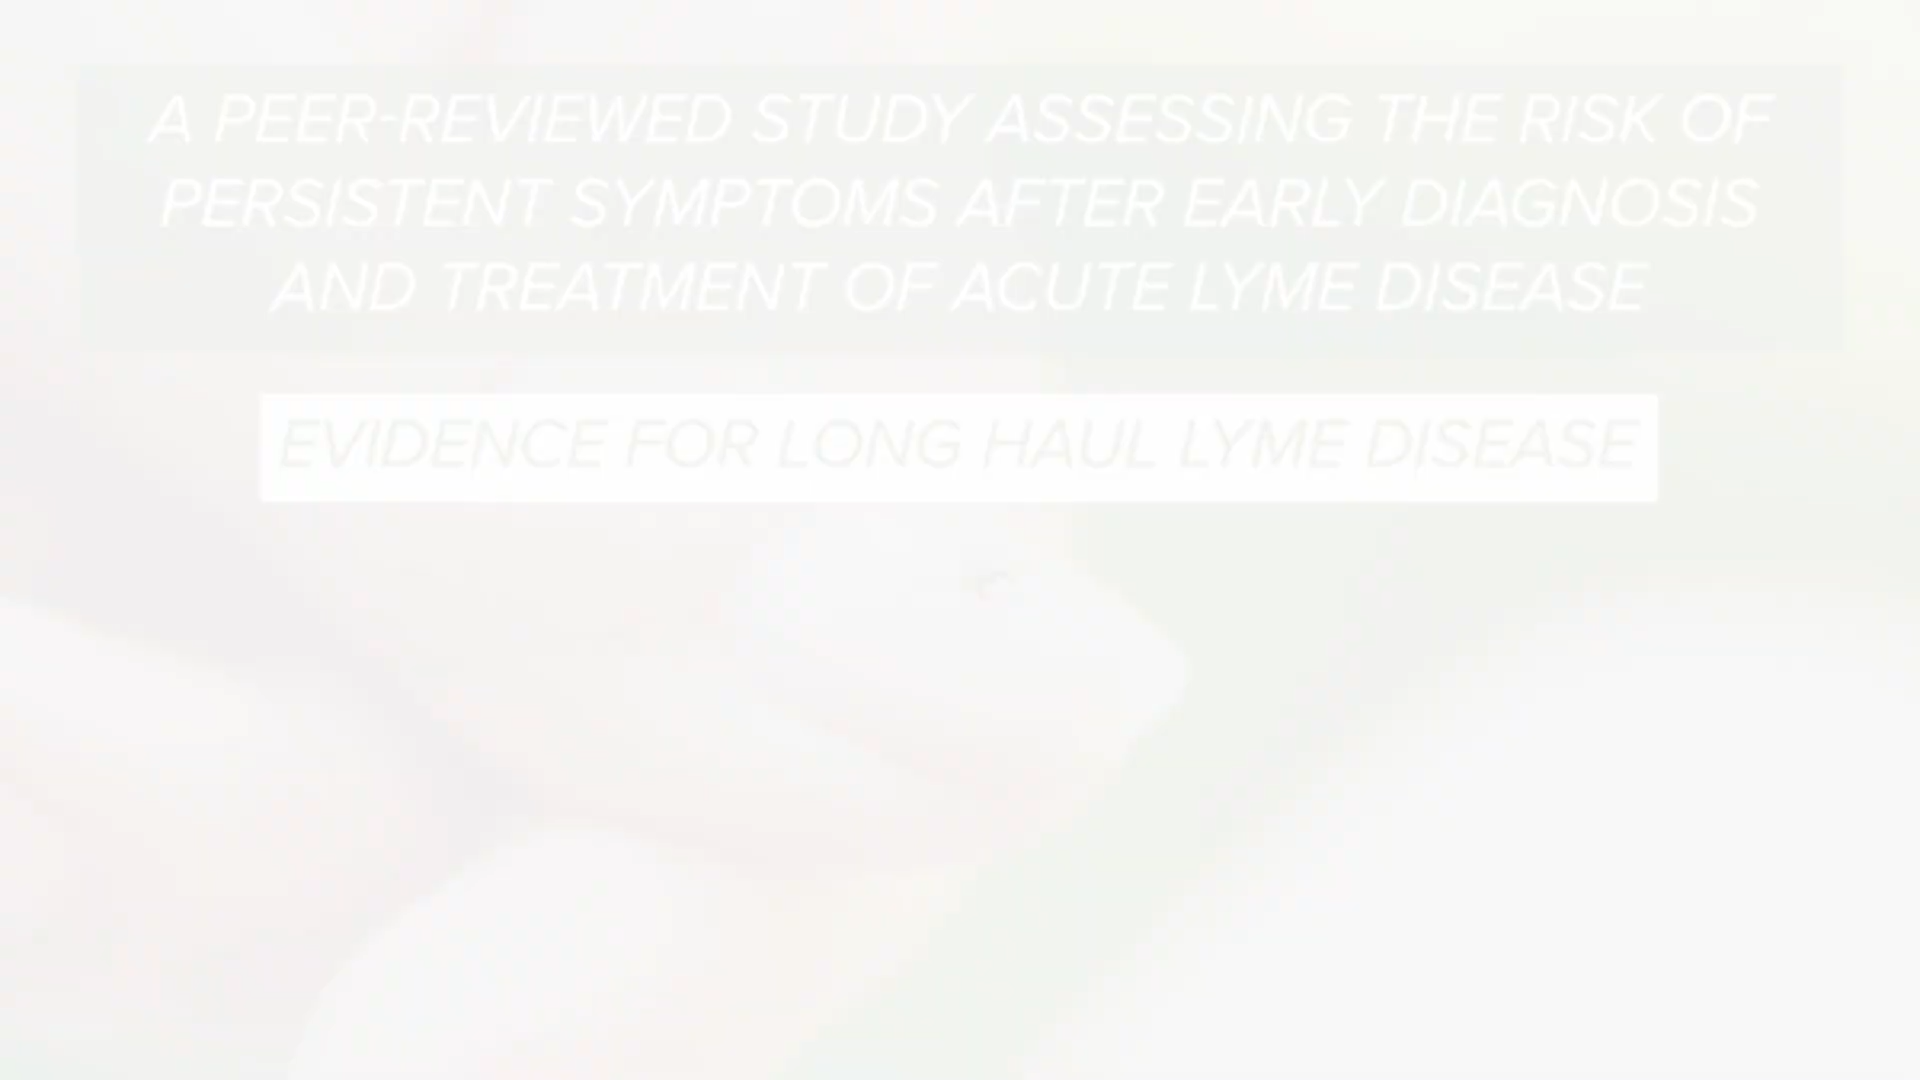 A PEER-REVIEWED STUDY ASSESSING THE RISK OF
PERSISTENT SYMPTOMS AFTER EARLY DIAGNOSIS
AND TREATMENT OF ACUTE LYME DISEASE
EVIDENCE FOR LONG HAUL LYME DISEASE